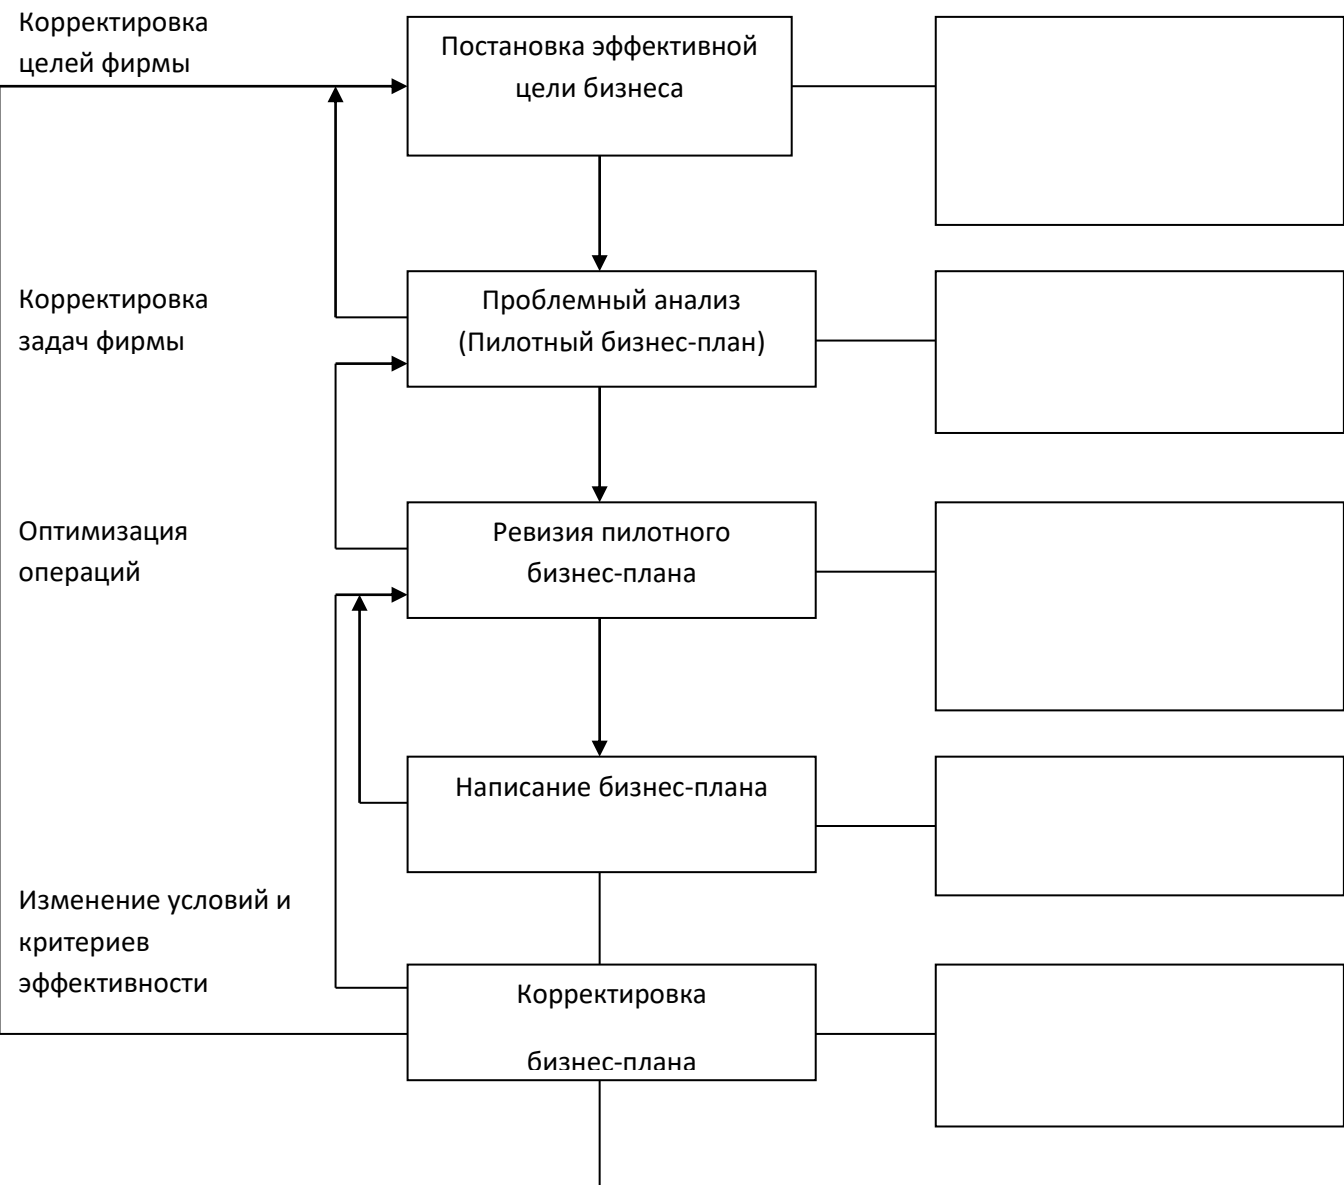 Корректировка
целей фирмы
Постановка эффективной
цели бизнеса
Корректировка
задач фирмы
Проблемный анализ
(Пилотный бизнес-план)
Оптимизация
операций
Ревизия пилотного
бизнес-плана
Написание бизнес-плана
Изменение условий и
критериев
эффективности
Корректировка
бизнес-плана